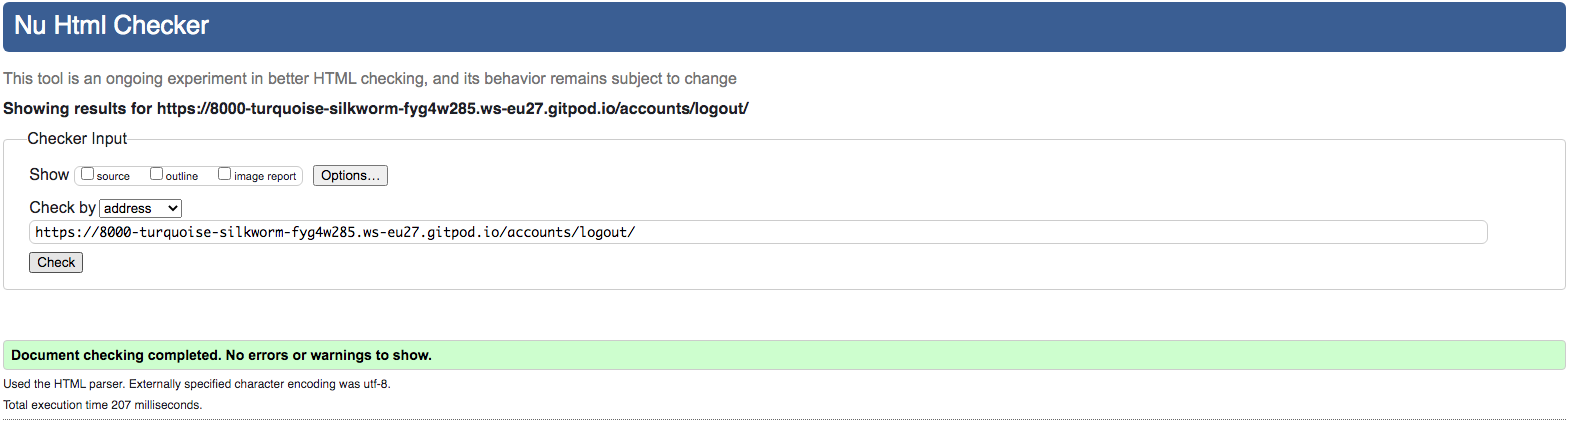 Nu Html Checker
This tool is an ongoing experiment in better HTML checking, and its behavior remains subject to change
Showing results for https://8000-turquoise-silkworm-fyg4w285.ws-eu27.gitpod.io/accounts/logout/
Checker Input
Show source outline image report Options...
Check by address
https://8000-turquoise-silkworm-fyg4w285.ws-eu27.gitpod.io/accounts/logout/
Check
Document checking completed. No errors or warnings to show.
Used the HTML parser. Externally specified character encoding was utf-8.
Total execution time 207 milliseconds.